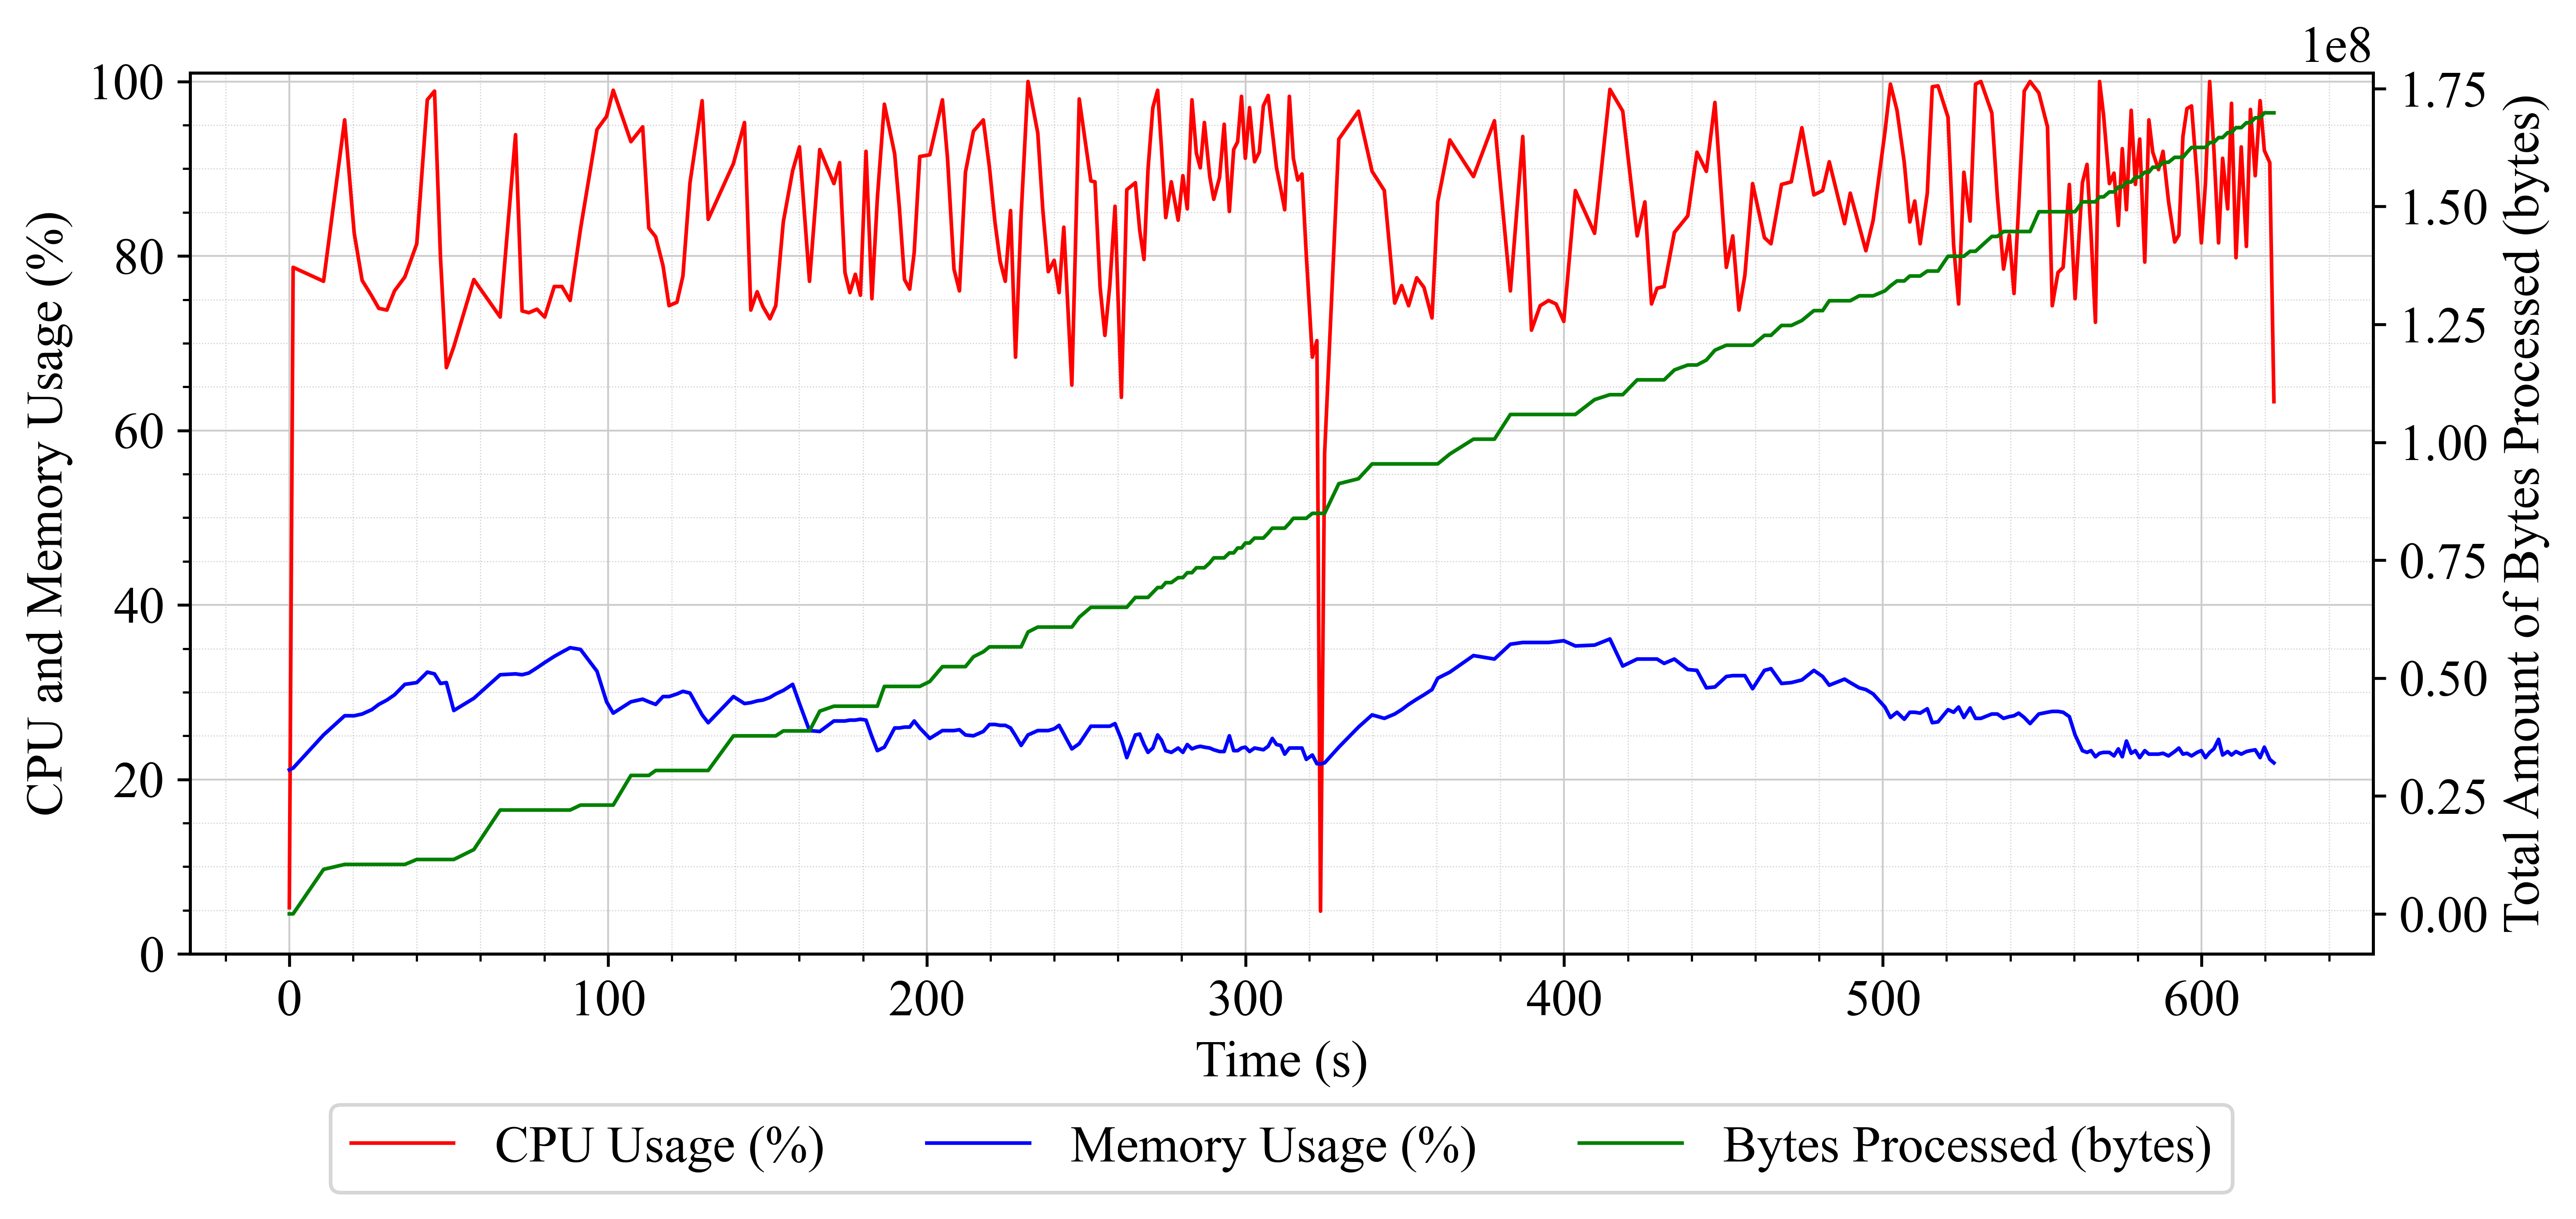 1e8
CPU and Memory Usage (%)
100
80
60
40
20
0
1.75
1.50
1.25
1.00
0.75
0.50
0.25
0.00
Total Amount of Bytes Processed (bytes)
0 100 200 300 400 500 600
Time (s)
CPU Usage (%) Memory Usage (%) Bytes Processed (bytes)